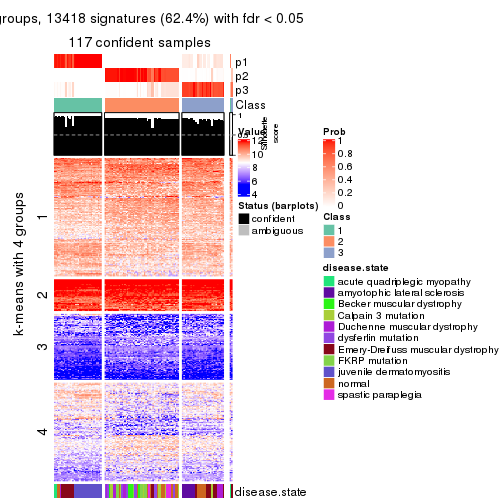 groups, 13418 signatures (62.4%) with fdr < 0.05
117 confident samples
p1
p2
p3
Class
1
score
Value
12
10
8
6
4
Status (barplots)
confident
ambiguous
Prob
1
0.8
0.6
0.4
0.2
0
Class
1
2
3
disease.state
acute quadriplegic myopathy
amyotophic lateral sclerosis
Becker muscular dystrophy
Calpain 3 mutation
Duchenne muscular dystrophy
dysferlin mutation
Emery-Dreifuss muscular dystrophy
FKRP mutation
juvenile dermatomyositis
normal
spastic paraplegia
k-means with 4 groups
1
2
3
4
disease.state